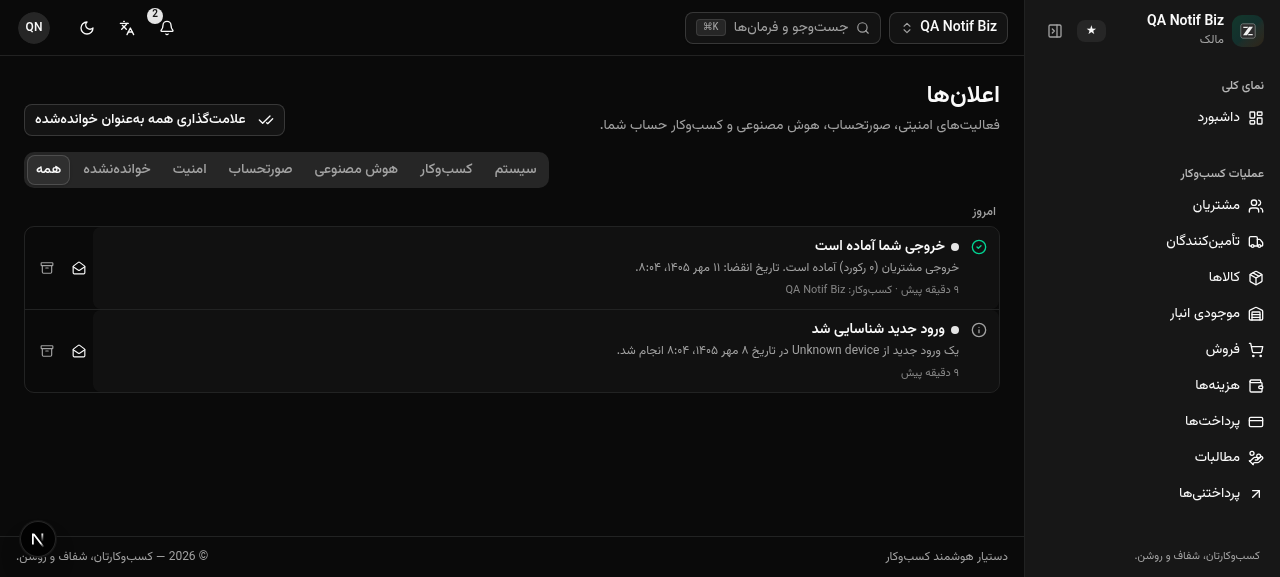 QA Notif Biz
مالک
★
نمای کلی
داشبورد
عملیات کسب‌وکار
مشتریان
تأمین‌کنندگان
کالاها
موجودی انبار
فروش
هزینه‌ها
پرداخت‌ها
مطالبات
پرداختنی‌ها
کسب‌وکارتان، شفاف و روشن.
QA Notif Biz
جست‌وجو و فرمان‌ها ⌘K
2
QN
اعلان‌ها
فعالیت‌های امنیتی، صورتحساب، هوش مصنوعی و کسب‌وکار حساب شما.
علامت‌گذاری همه به‌عنوان خوانده‌شده
سیستم کسب‌وکار هوش مصنوعی صورتحساب امنیت خوانده‌نشده همه
امروز
خروجی شما آماده است
خروجی مشتریان (۰ رکورد) آماده است. تاریخ انقضا: ۱۱ مهر ۱۴۰۵، ۸:۰۴.
۹ دقیقه پیش · کسب‌وکار: QA Notif Biz
ورود جدید شناسایی شد
یک ورود جدید از Unknown device در تاریخ ۸ مهر ۱۴۰۵، ۸:۰۴ انجام شد.
۹ دقیقه پیش
دستیار هوشمند کسب‌وکار
© 2026 — کسب‌وکارتان، شفاف و روشن.
N